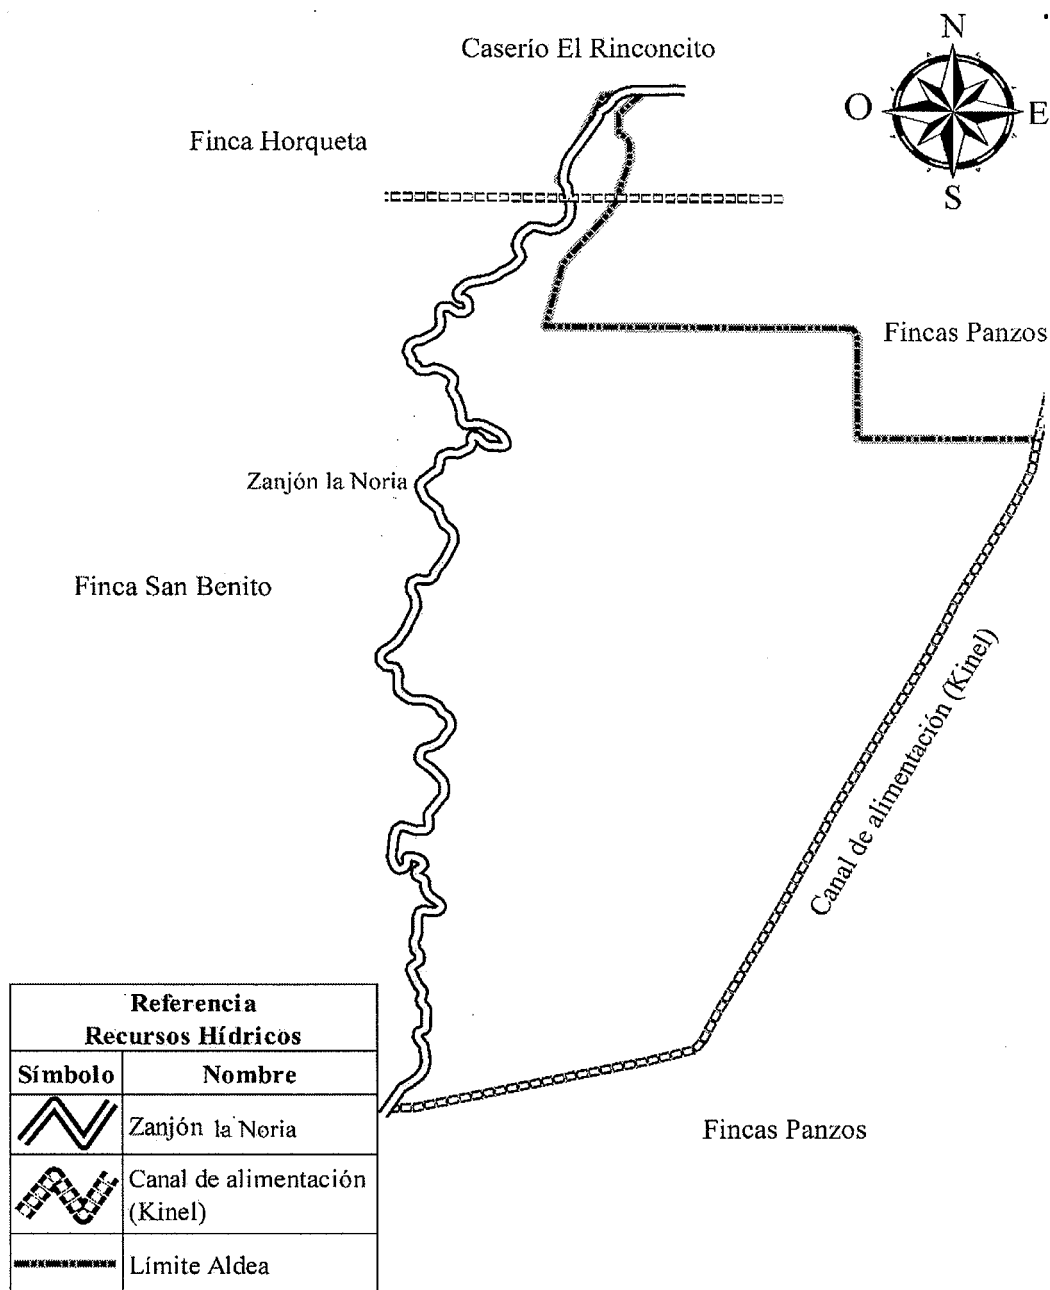 N
Caserío El Rinconcito
O
E
Finca Horqueta
S
Fincas Panzos
Zanjón la Noria
Finca San Benito
Canal de alimentación (Kinel)
Referencia
Recursos Hídricos
Símbolo Nombre
Zanjón la Noria
Canal de alimentación
(Kinel)
Límite Aldea
Fincas Panzos